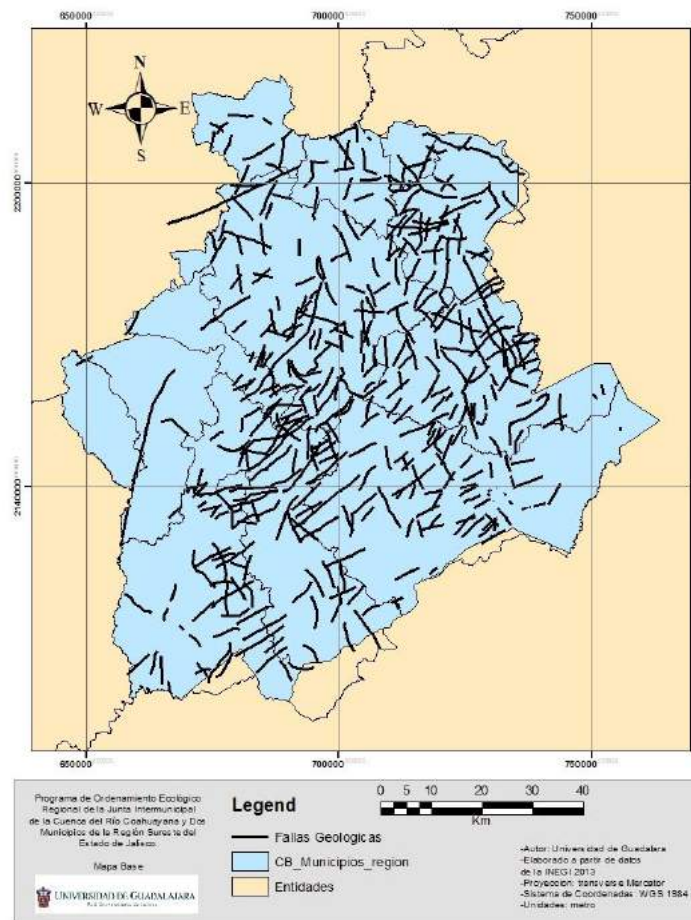 650000
700000
750000
N
W
E
S
2200000
2140000
650000
700000
750000
Programa de Ordenamiento Ecológico
Regional de la Junta Intermunicipal
de la Cuenca del Río Coahuayana y Dos
Municipios de la Región Sureste del
Estado de Jalisco
Mapa Base
UNIVERSIDAD DE GUADALAJARA
Legend
Fallas Geologicas
CB_Municipios_region
Entidades
0 5 10 20 30 40
Km
-Autor: Universidad de Guadalara
-Elaborado a partir de datos
de la INEGI 2013
-Proyeccion: transverse Mercator
-Sistema de Coordenadas: WGS 1984
-Unidades: metro